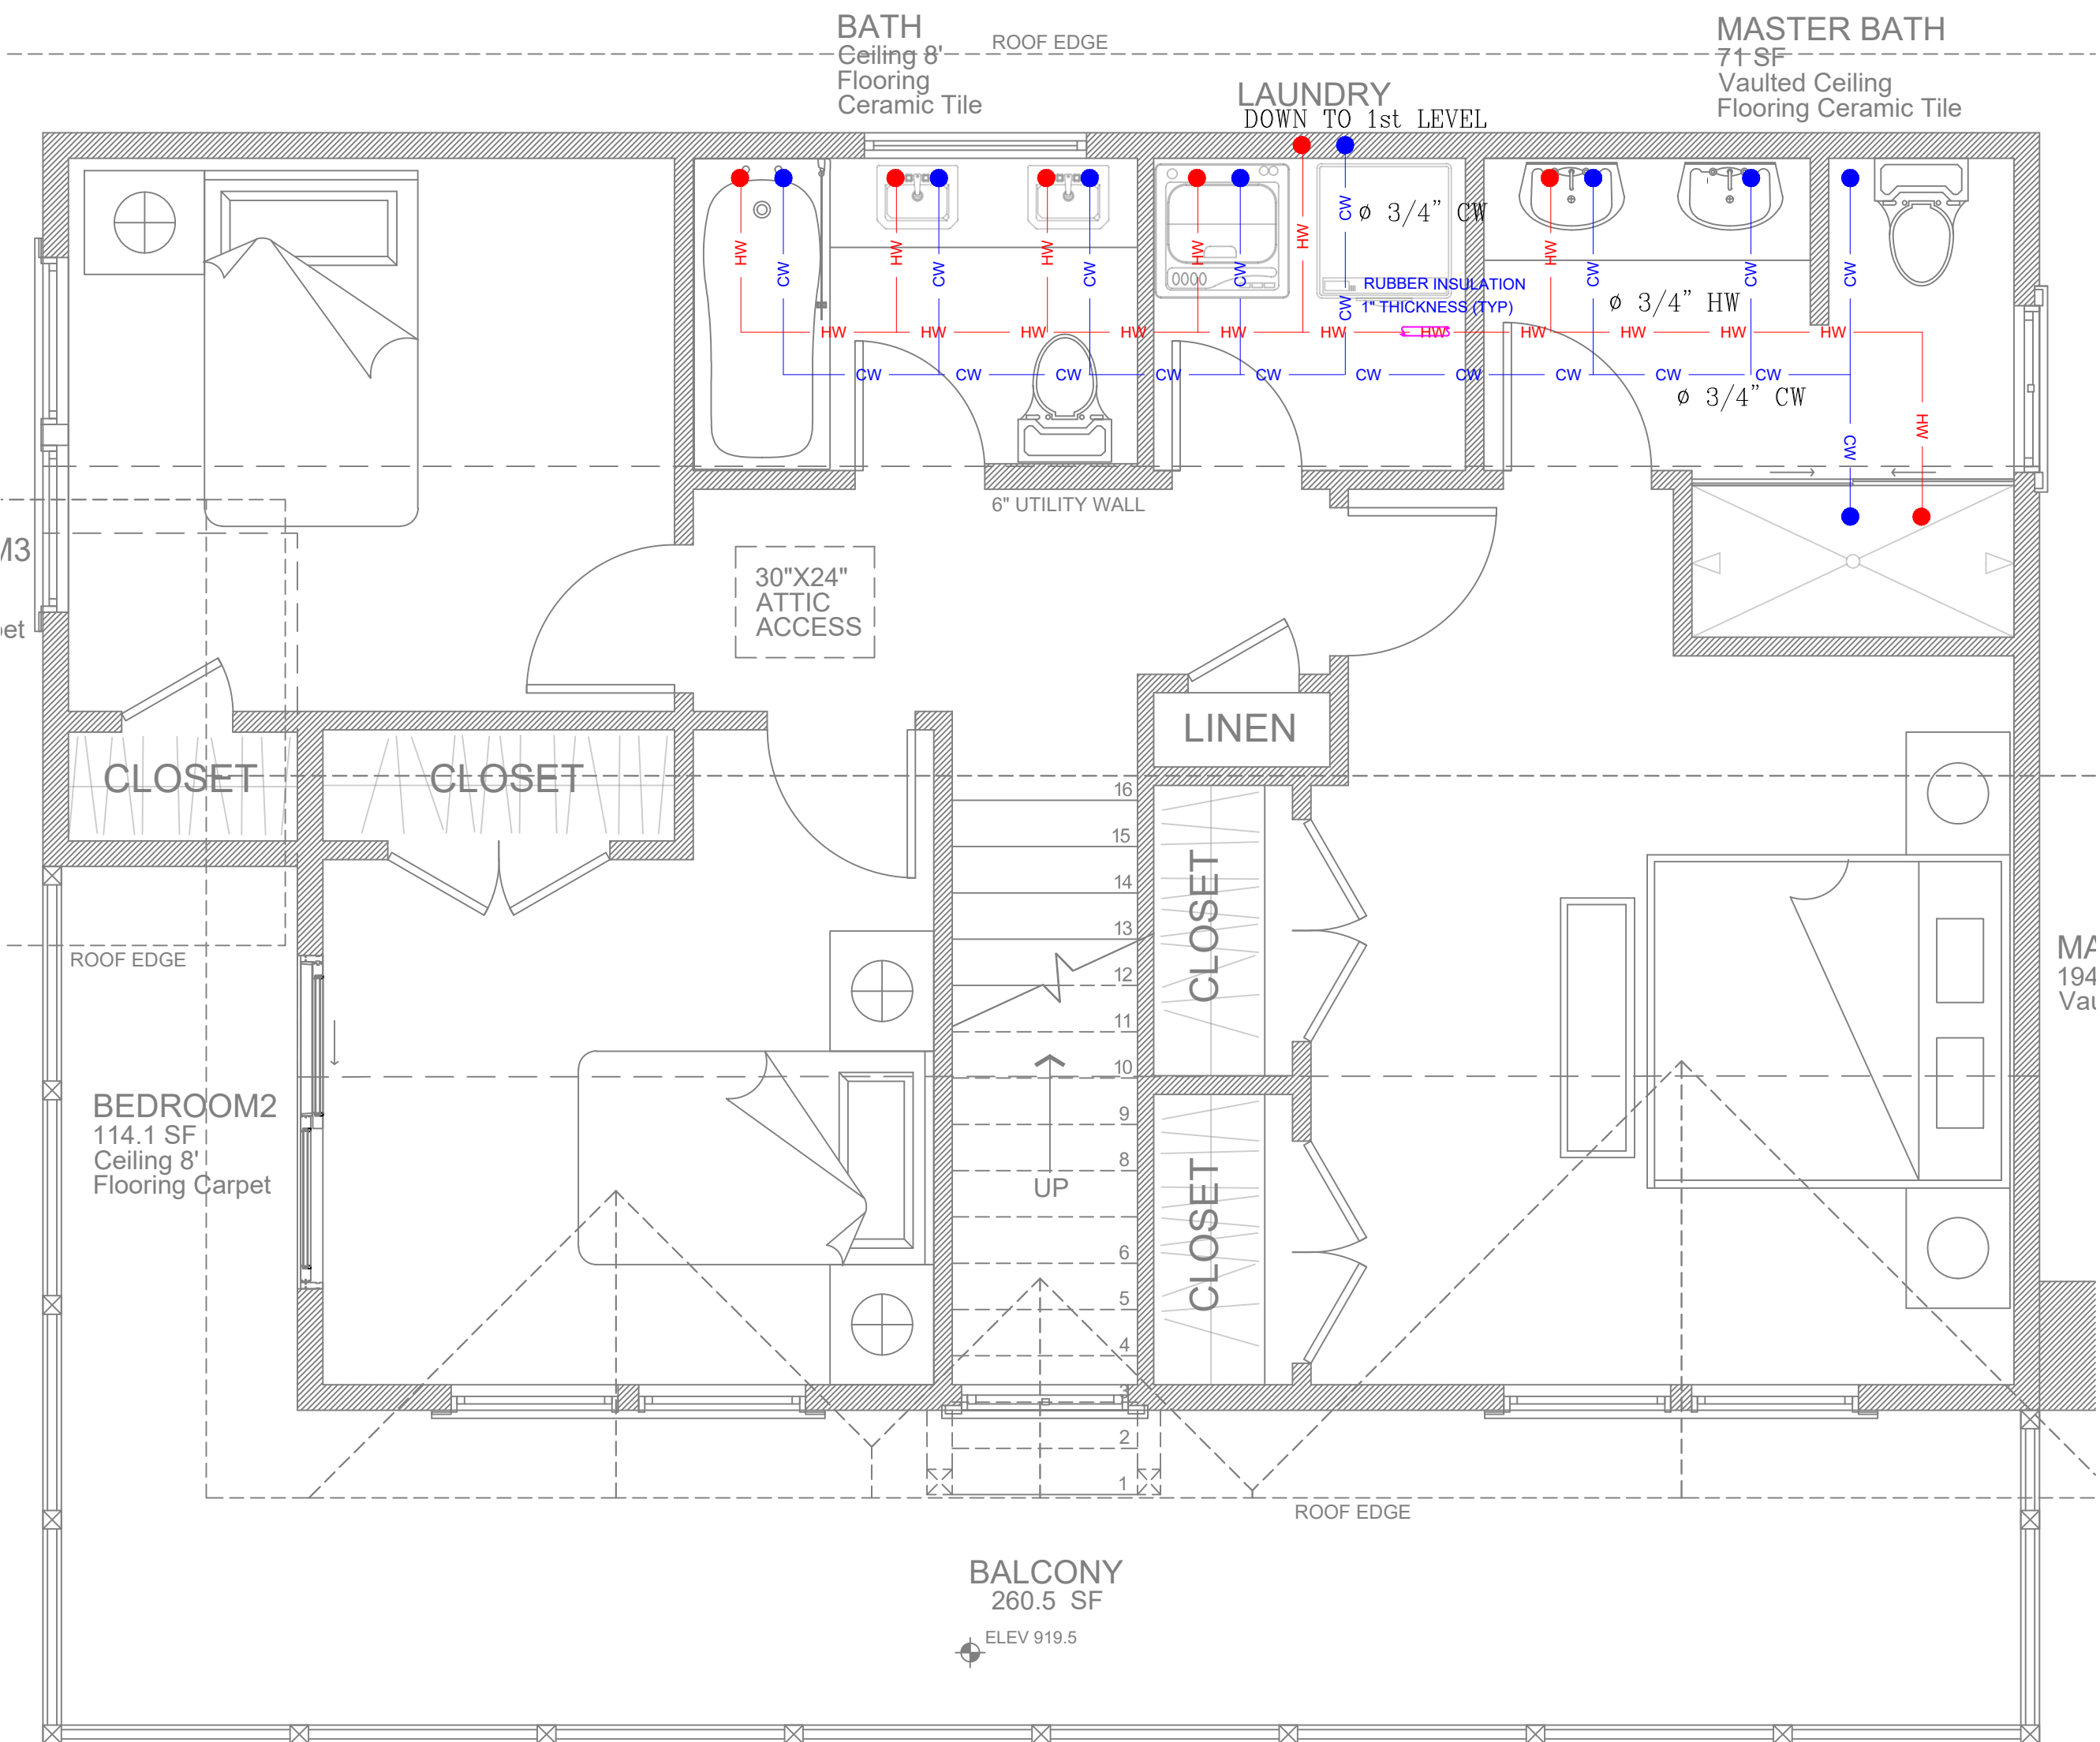 BATH
Ceiling 8'
Flooring
Ceramic Tile
ROOF EDGE
MASTER BATH
71 SF
Vaulted Ceiling
Flooring Ceramic Tile
LAUNDRY
DOWN TO 1st LEVEL
ø 3/4" CW
CW
HW
HW
HW
HW
HW
HW
CW
CW
CW
CW
CW
CW
CW
RUBBER INSULATION
1" THICKNESS (TYP)
ø 3/4" HW
CW
HW
HW
HW
HW
HW
HW
HW
HW
HW
HW
HW
CW
CW
CW
CW
CW
CW
CW
CW
CW
CW
ø 3/4" CW
HW
CW
6" UTILITY WALL
M3
30"X24"
ATTIC
ACCESS
et
LINEN
CLOSET
CLOSET
16
15
14
13
12
11
10
9
8
6
5
4
2
1
UP
CLOSET
CLOSET
ROOF EDGE
MA
194
Vau
BEDROOM2
114.1 SF
Ceiling 8'
Flooring Carpet
ROOF EDGE
BALCONY
260.5 SF
ELEV 919.5